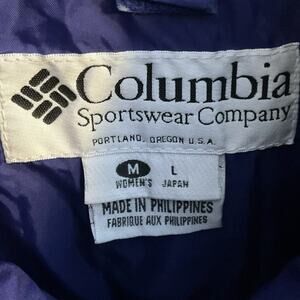 Columbia
Sportswear Company
PORTLAND, OREGON U.S.A.
M L
WOMEN'S JAPAN
MADE IN PHILIPPINES
FABRIQUE AUX PHILIPPINES